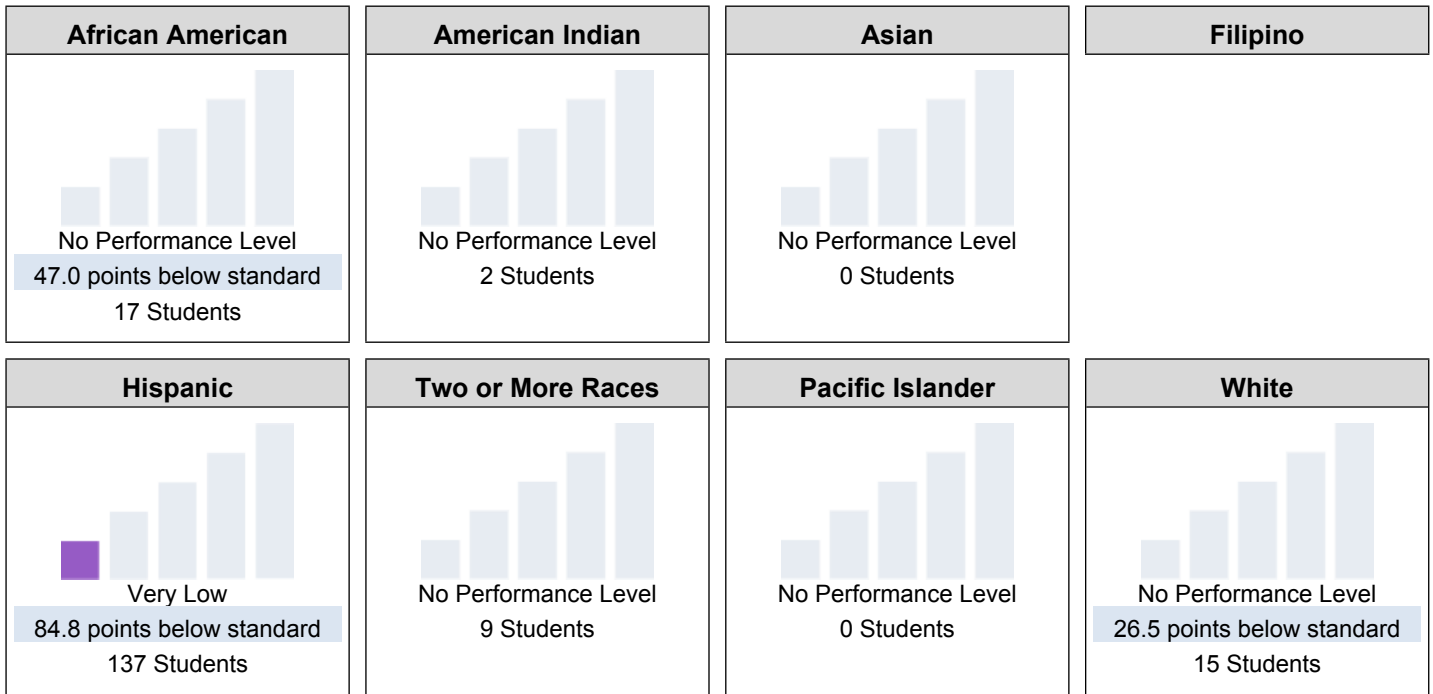 African American
No Performance Level
47.0 points below standard
17 Students
American Indian
No Performance Level
2 Students
Asian
No Performance Level
0 Students
Filipino
Hispanic
Very Low
84.8 points below standard
137 Students
Two or More Races
No Performance Level
9 Students
Pacific Islander
No Performance Level
0 Students
White
No Performance Level
26.5 points below standard
15 Students